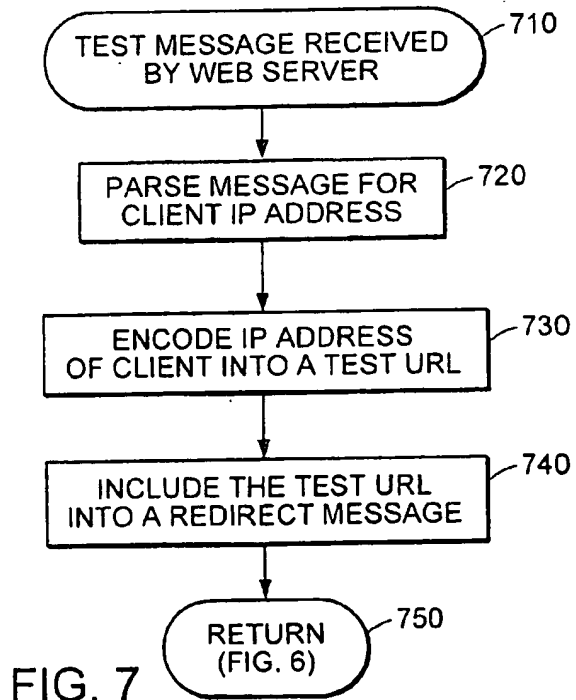 TEST MESSAGE RECEIVED
BY WEB SERVER
710
PARSE MESSAGE FOR
CLIENT IP ADDRESS
720
ENCODE IP ADDRESS
OF CLIENT INTO A TEST URL
730
INCLUDE THE TEST URL
INTO A REDIRECT MESSAGE
740
RETURN
(FIG. 6)
750
FIG. 7